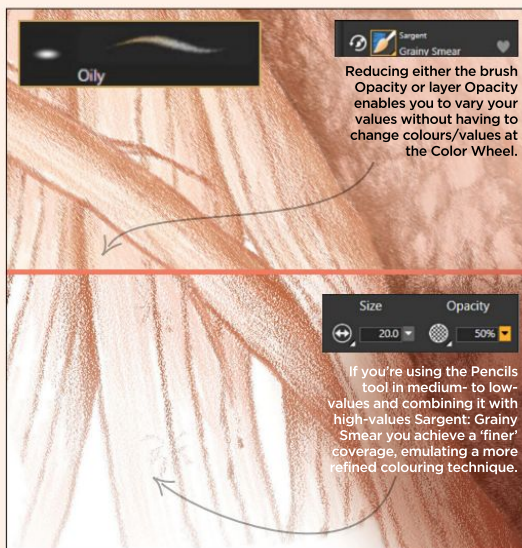 Oily
Sargent
Grainy Smear
Reducing either the brush
Opacity or layer Opacity
enables you to vary your
values without having to
change colours/values at
the Color Wheel.
Size Opacity
20.0 50%
If you're using the Pencils
tool in medium- to low-
values and combining it with
high-values Sargent: Grainy
Smear you achieve a ‘finer’
coverage, emulating a more
refined colouring technique.